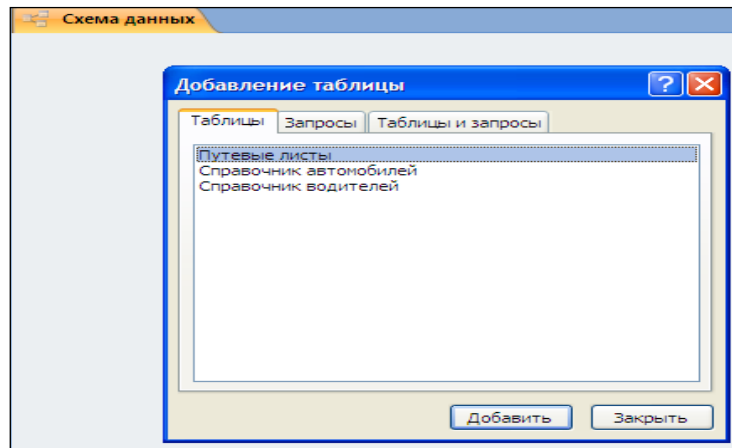 Схема данных
Добавление таблицы
Таблицы Запросы Таблицы и запросы
Путевые листы
Справочник автомобилей
Справочник водителей
Добавить Закрыть